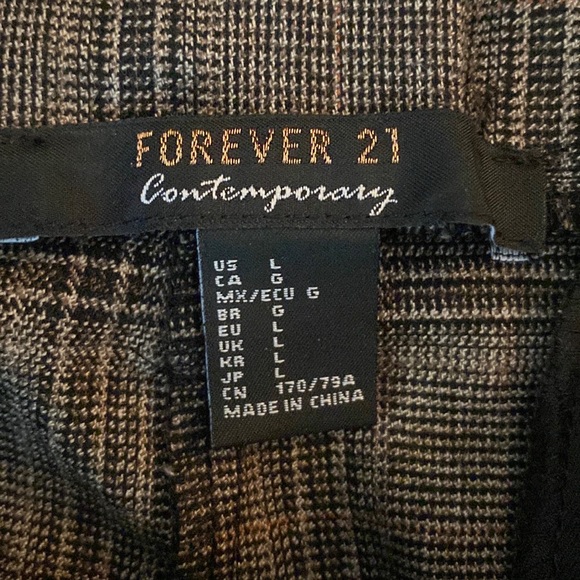 FOREVER 21
Contemporary
US L
CA G
MX/ECU G
BR G
EU L
UK L
KR L
JP L
CN 170/79A
MADE IN CHINA